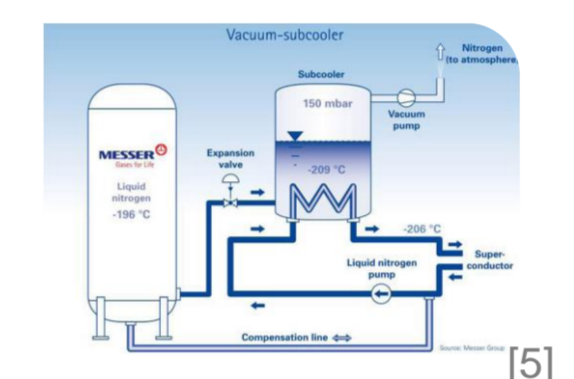 Vacuum-subcooler
Nitrogen
(to atmosphere)
Subcooler
150 mbar
Vacuum
pump
MESSER
Gases for Life
Expansion
valve
-209 °C
Liquid
nitrogen
-196 °C
-206 °C
Super-
conductor
Liquid nitrogen
pump
Compensation line
Source: Messer Group
[5]